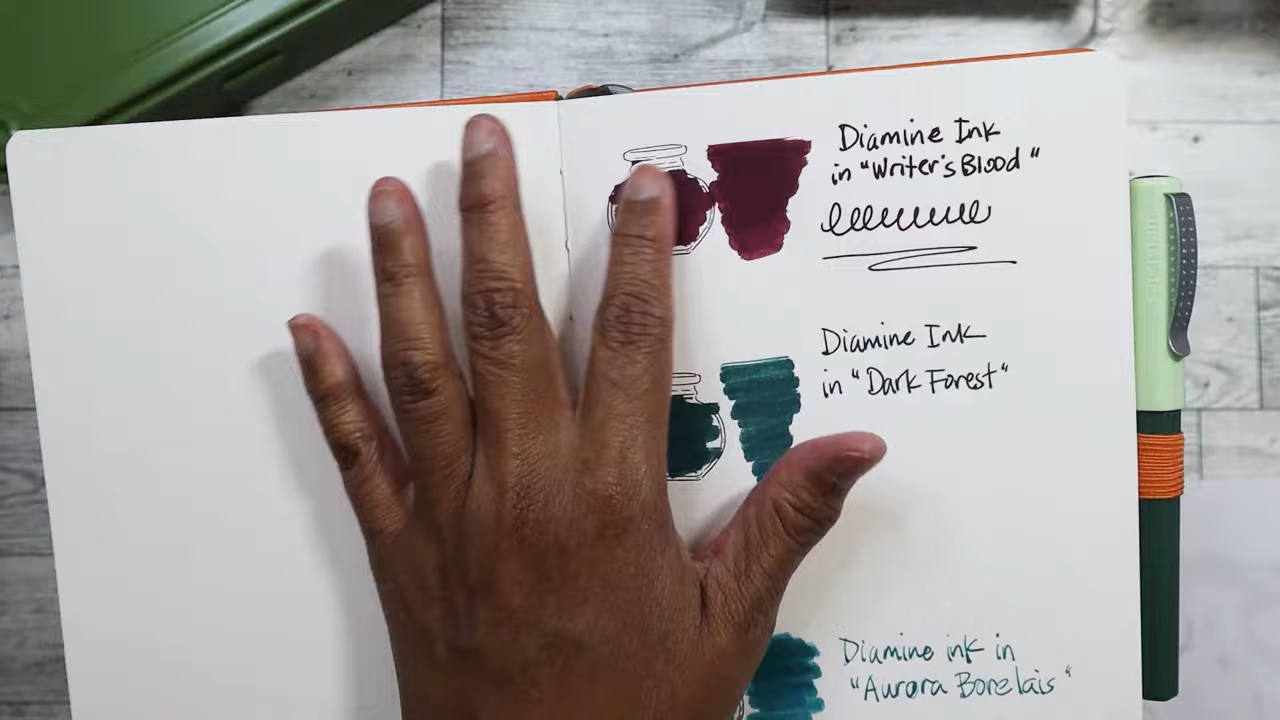 Diamine Ink
in "Writer's Blood"
Diamine Ink
in "Dark Forest"
Diamine ink in
"Aurora Borelais"